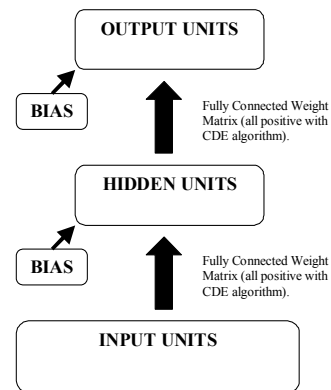 OUTPUT UNITS
BIAS
Fully Connected Weight
Matrix (all positive with
CDE algorithm).
HIDDEN UNITS
BIAS
Fully Connected Weight
Matrix (all positive with
CDE algorithm).
INPUT UNITS